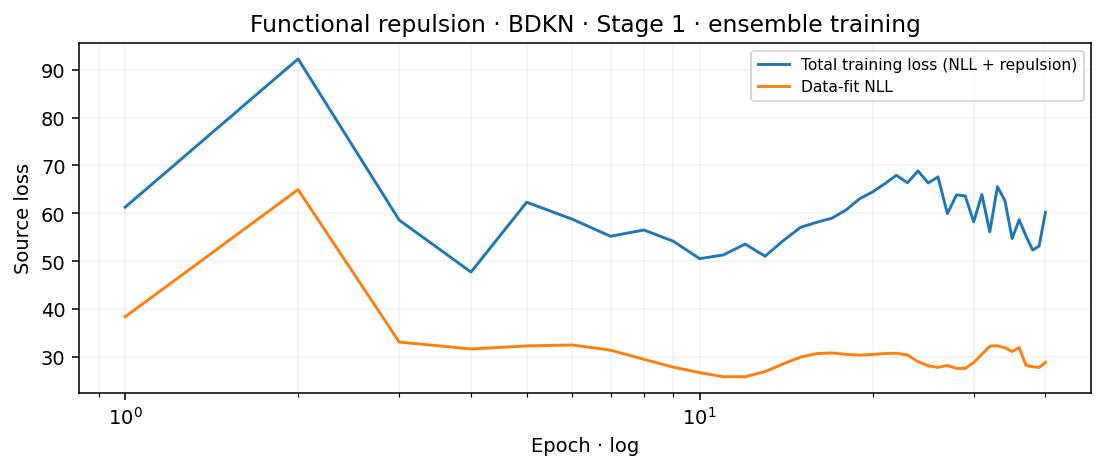 Functional repulsion · BDKN · Stage 1 · ensemble training
Total training loss (NLL + repulsion)
Data-fit NLL
Source loss
90
80
70
60
50
40
30
10⁰
10¹
Epoch · log